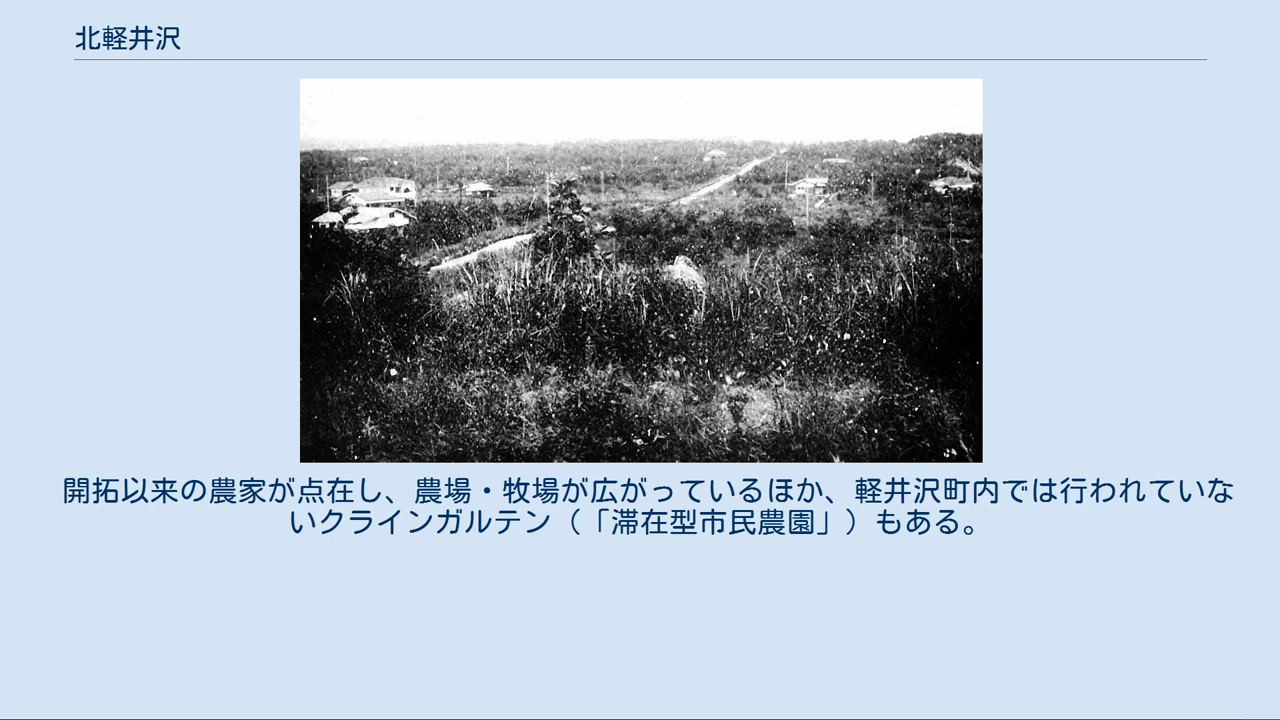 北軽井沢
開拓以来の農家が点在し、農場・牧場が広がっているほか、軽井沢町内では行われていな
いクラインガルテン（「滞在型市民農園」）もある。